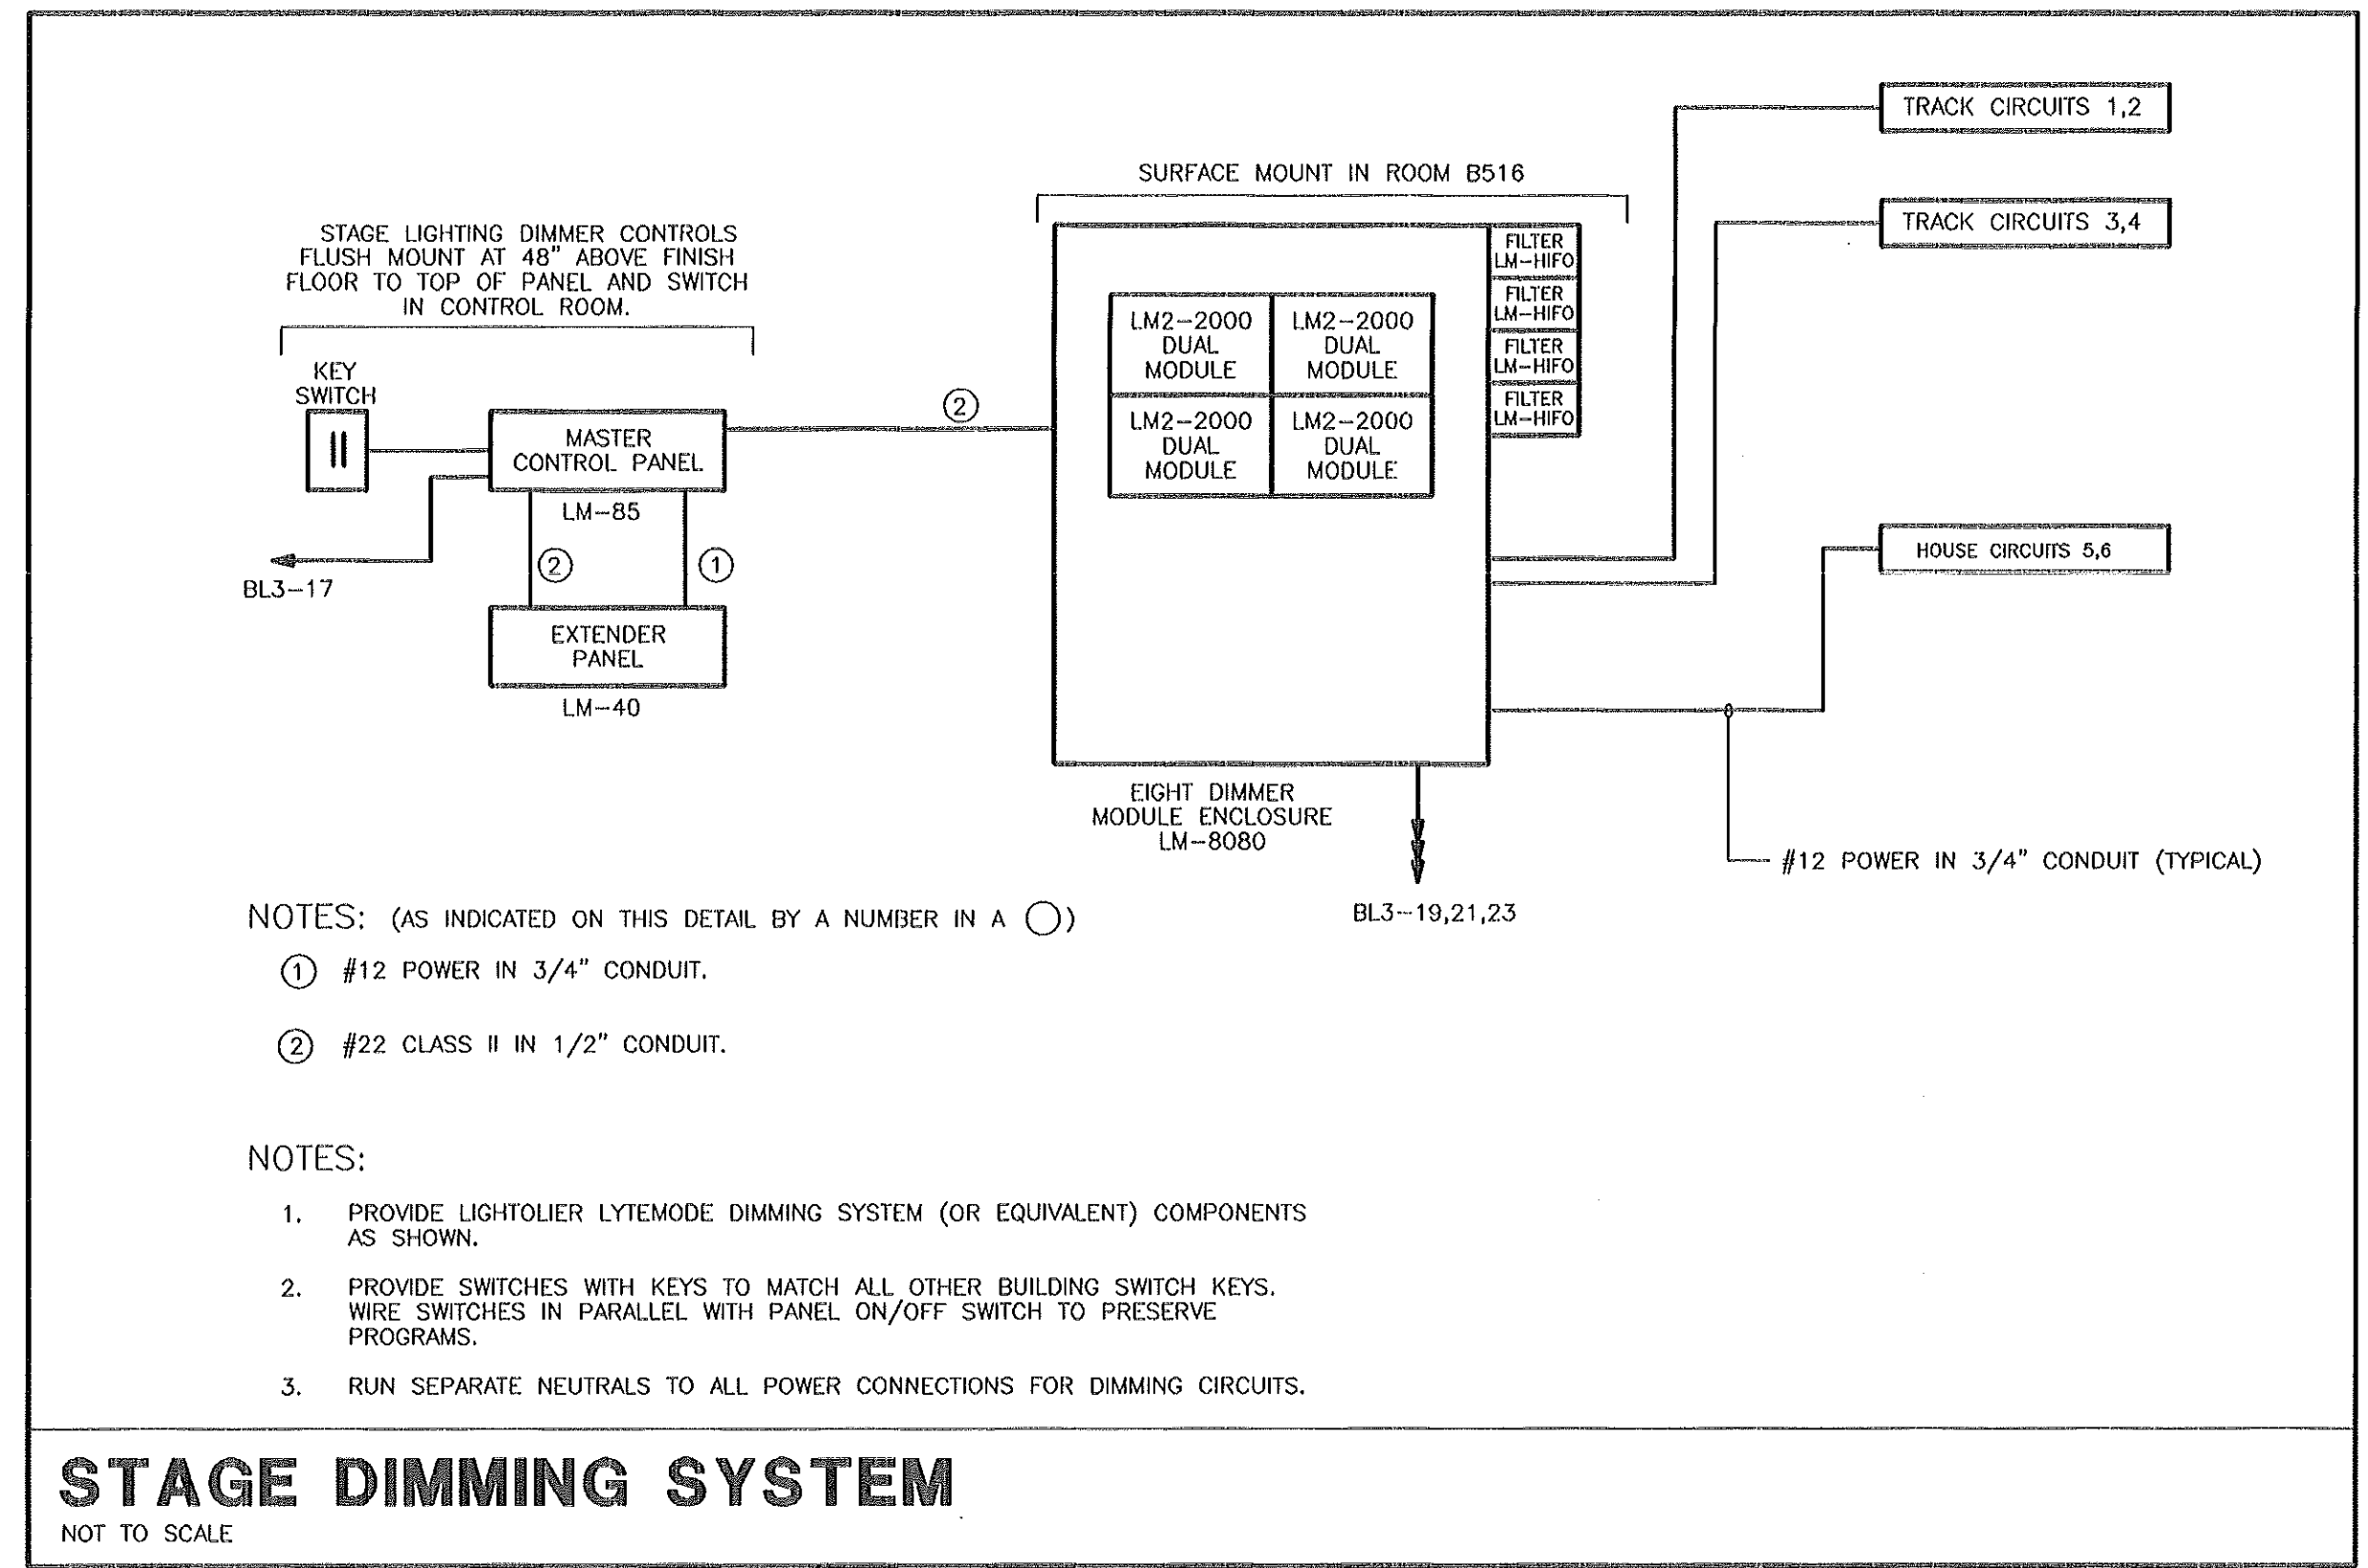 TRACK CIRCUITS 1,2
SURFACE MOUNT IN ROOM B516
TRACK CIRCUITS 3,4
STAGE LIGHTING DIMMER CONTROLS
FLUSH MOUNT AT 48" ABOVE FINISH
FLOOR TO TOP OF PANEL AND SWITCH
IN CONTROL ROOM.
FILTER
LM-HIFO
FILTER
LM-HIFO
FILTER
LM-HIFO
FILTER
LM-HIFO
LM2-2000
DUAL
MODULE
LM2-2000
DUAL
MODULE
LM2-2000
DUAL
MODULE
LM2-2000
DUAL
MODULE
KEY
SWITCH
MASTER
CONTROL PANEL
LM-85
2
2
1
BL3-17
EXTENDER
PANEL
LM-40
HOUSE CIRCUITS 5,6
EIGHT DIMMER
MODULE ENCLOSURE
LM-8080
#12 POWER IN 3/4" CONDUIT (TYPICAL)
BL3-19,21,23
NOTES: (AS INDICATED ON THIS DETAIL BY A NUMBER IN A ◯)
1 #12 POWER IN 3/4" CONDUIT.
2 #22 CLASS II IN 1/2" CONDUIT.
NOTES:
1. PROVIDE LIGHTOLIER LYTEMODE DIMMING SYSTEM (OR EQUIVALENT) COMPONENTS
AS SHOWN.
2. PROVIDE SWITCHES WITH KEYS TO MATCH ALL OTHER BUILDING SWITCH KEYS.
WIRE SWITCHES IN PARALLEL WITH PANEL ON/OFF SWITCH TO PRESERVE
PROGRAMS.
3. RUN SEPARATE NEUTRALS TO ALL POWER CONNECTIONS FOR DIMMING CIRCUITS.
STAGE DIMMING SYSTEM
NOT TO SCALE